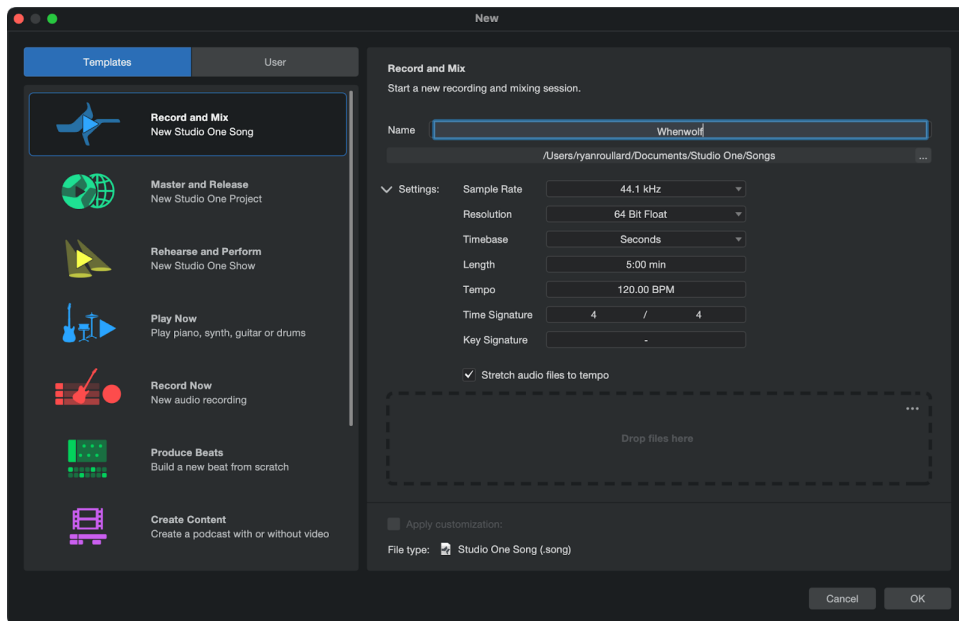 New
Templates
User
Record and Mix
New Studio One Song
Master and Release
New Studio One Project
Rehearse and Perform
New Studio One Show
Play Now
Play piano, synth, guitar or drums
Record Now
New audio recording
Produce Beats
Build a new beat from scratch
Create Content
Create a podcast with or without video
Record and Mix
Start a new recording and mixing session.
Name Whenwolf
/Users/ryanroullard/Documents/Studio One/Songs ...
Settings: Sample Rate 44.1 kHz
Resolution 64 Bit Float
Timebase Seconds
Length 5:00 min
Tempo 120.00 BPM
Time Signature 4 / 4
Key Signature -
Stretch audio files to tempo
Drop files here
Apply customization:
File type: Studio One Song (.song)
Cancel
OK